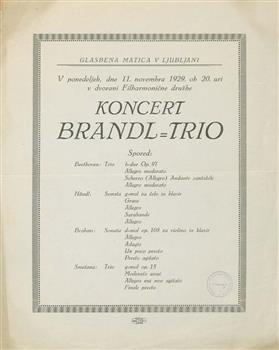 GLASBENA MATICA V LJUBLJANI
V ponedeljek, dne 11. novembra 1929. ob 20. uri
v dvorani Filharmonične družbe
KONCERT
BRANDL=TRIO
Spored:
Beethoven: Trio b-dur Op. 97
Allegro moderato
Scherzo (Allegro) Andante cantabile
Allegro moderato
Händl: Sonata g-mol za čelo in klavir
Grave
Allegro
Sarabande
Allegro
Brahms: Sonata d-mol op. 108 za violino in klavir
Allegro
Adagio
Un poco presto
Presto agitato
Smetana: Trio g-mol op. 15
Moderato assai
Allegro ma non agitato
Finale presto